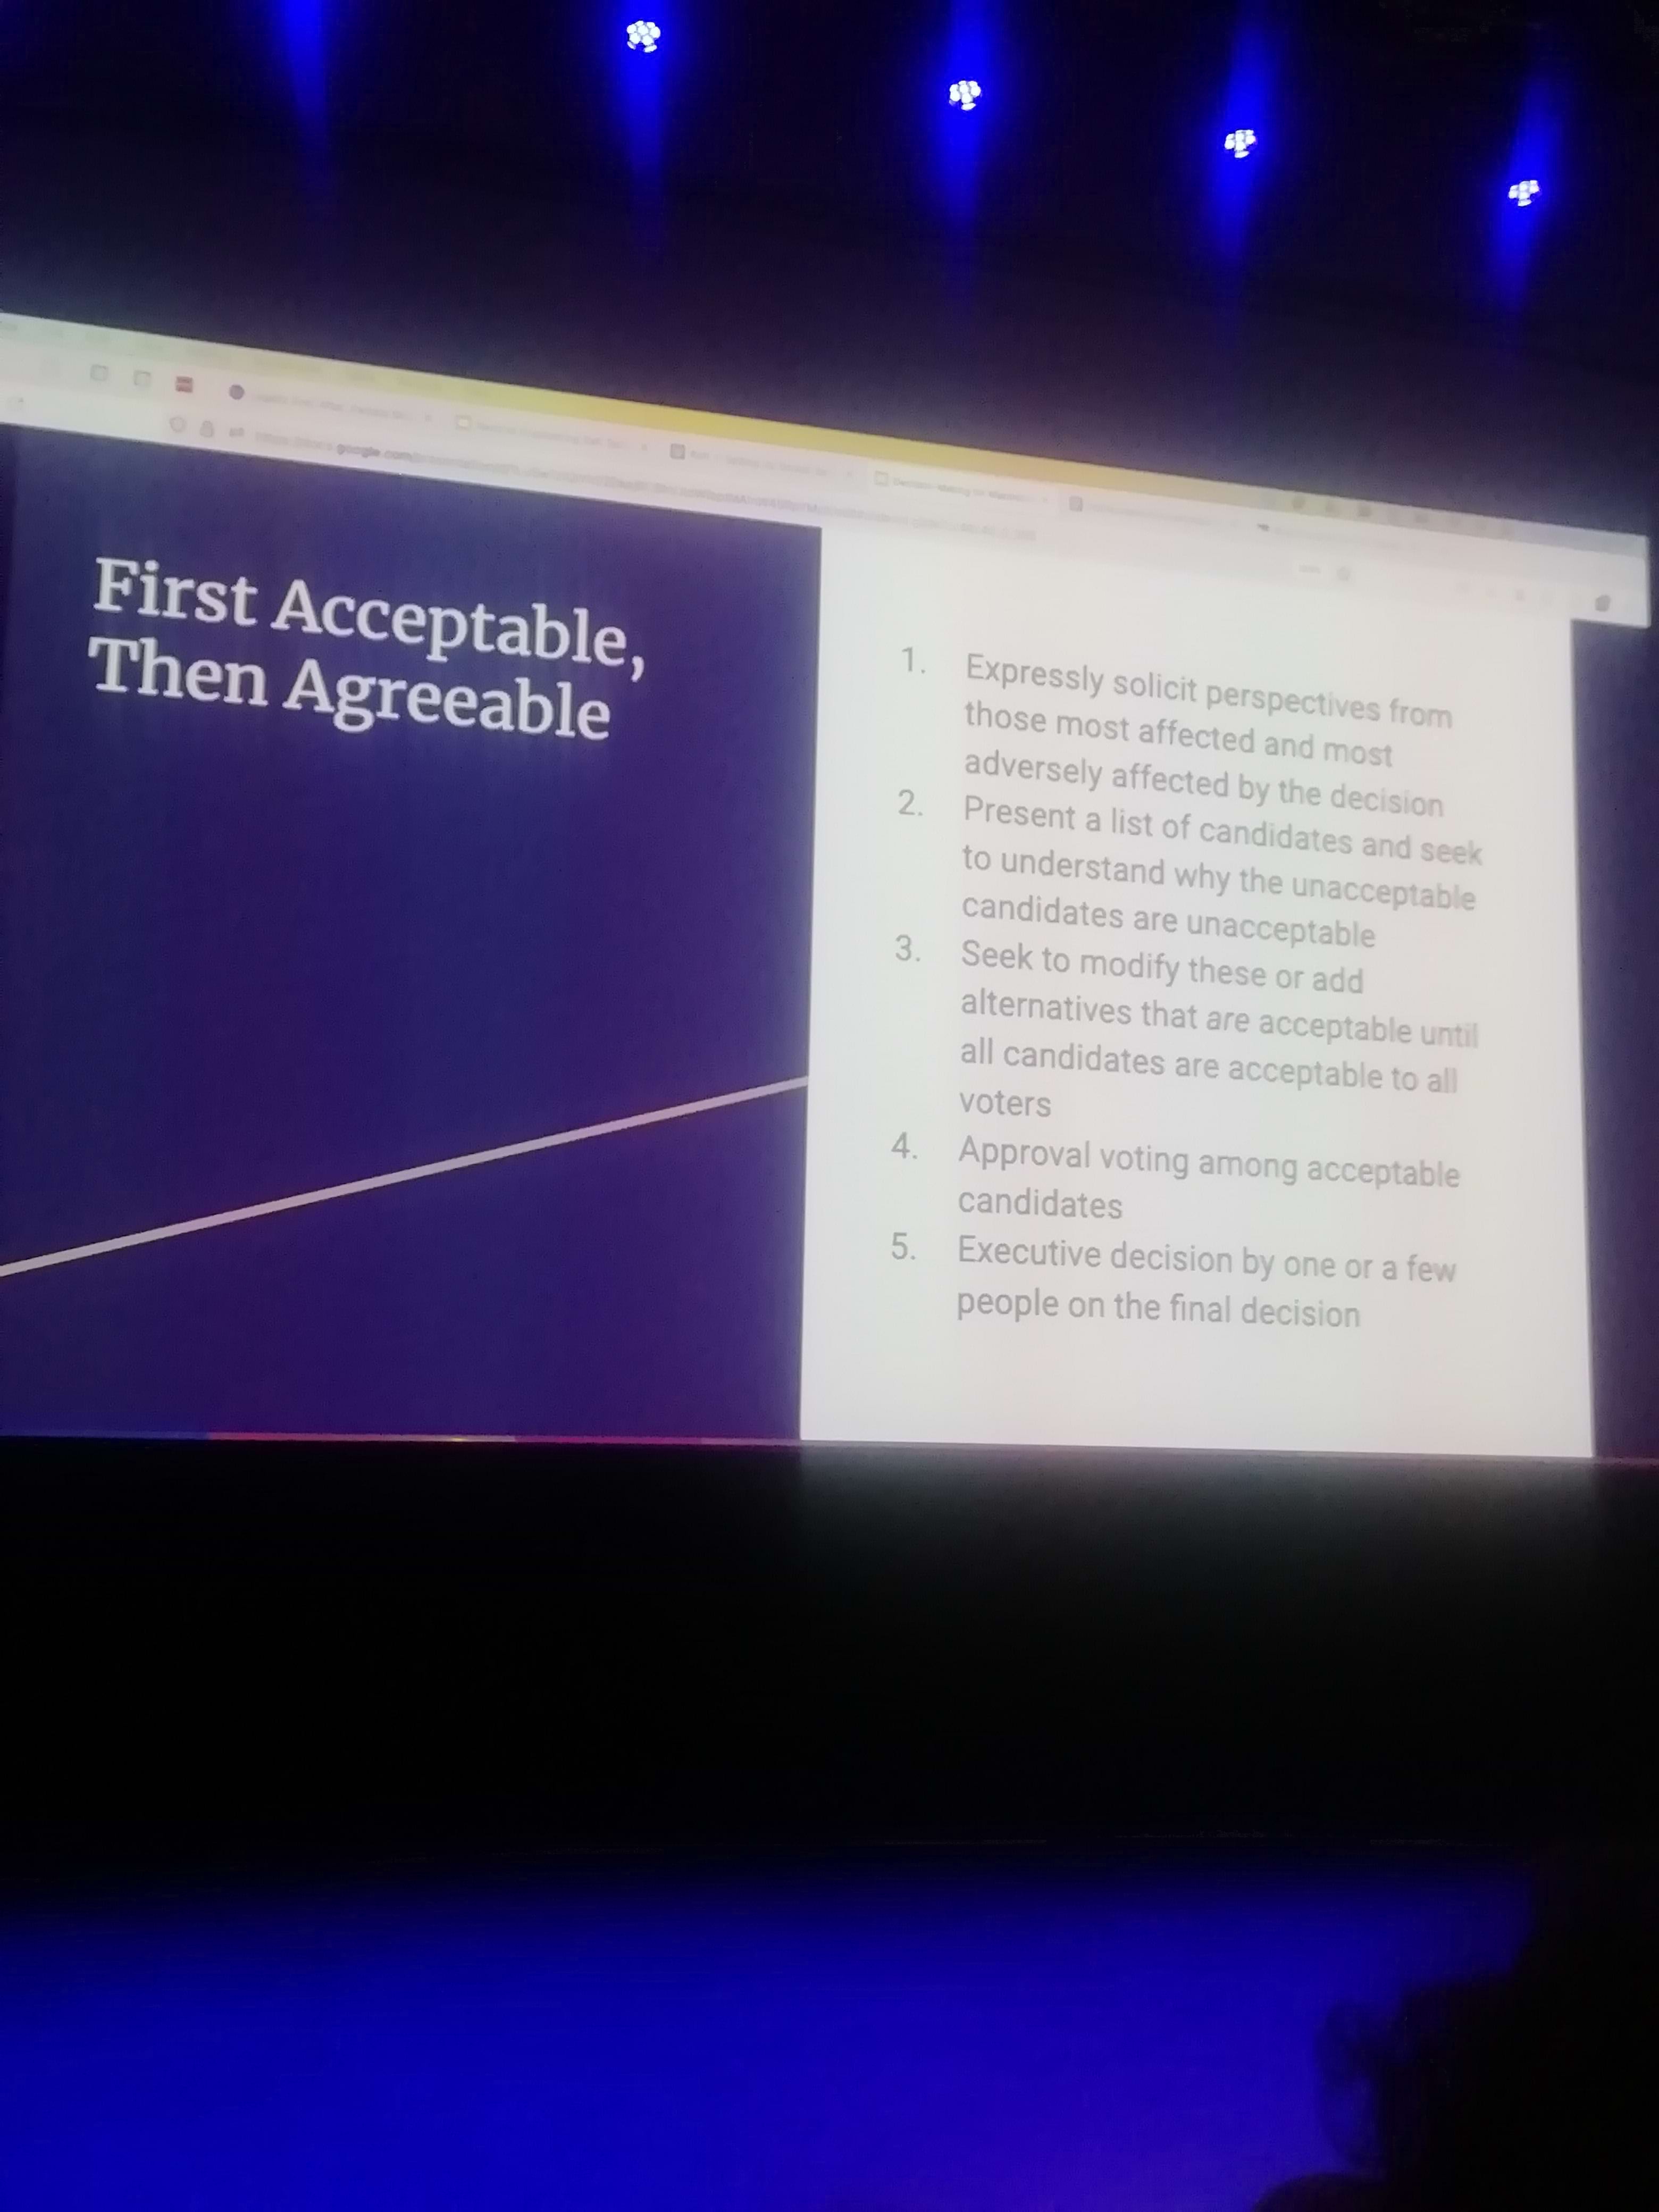 google.com
First Acceptable,
Then Agreeable
1. Expressly solicit perspectives from
those most affected and most
adversely affected by the decision
2. Present a list of candidates and seek
to understand why the unacceptable
candidates are unacceptable
3. Seek to modify these or add
alternatives that are acceptable until
all candidates are acceptable to all
voters
4. Approval voting among acceptable
candidates
5. Executive decision by one or a few
people on the final decision